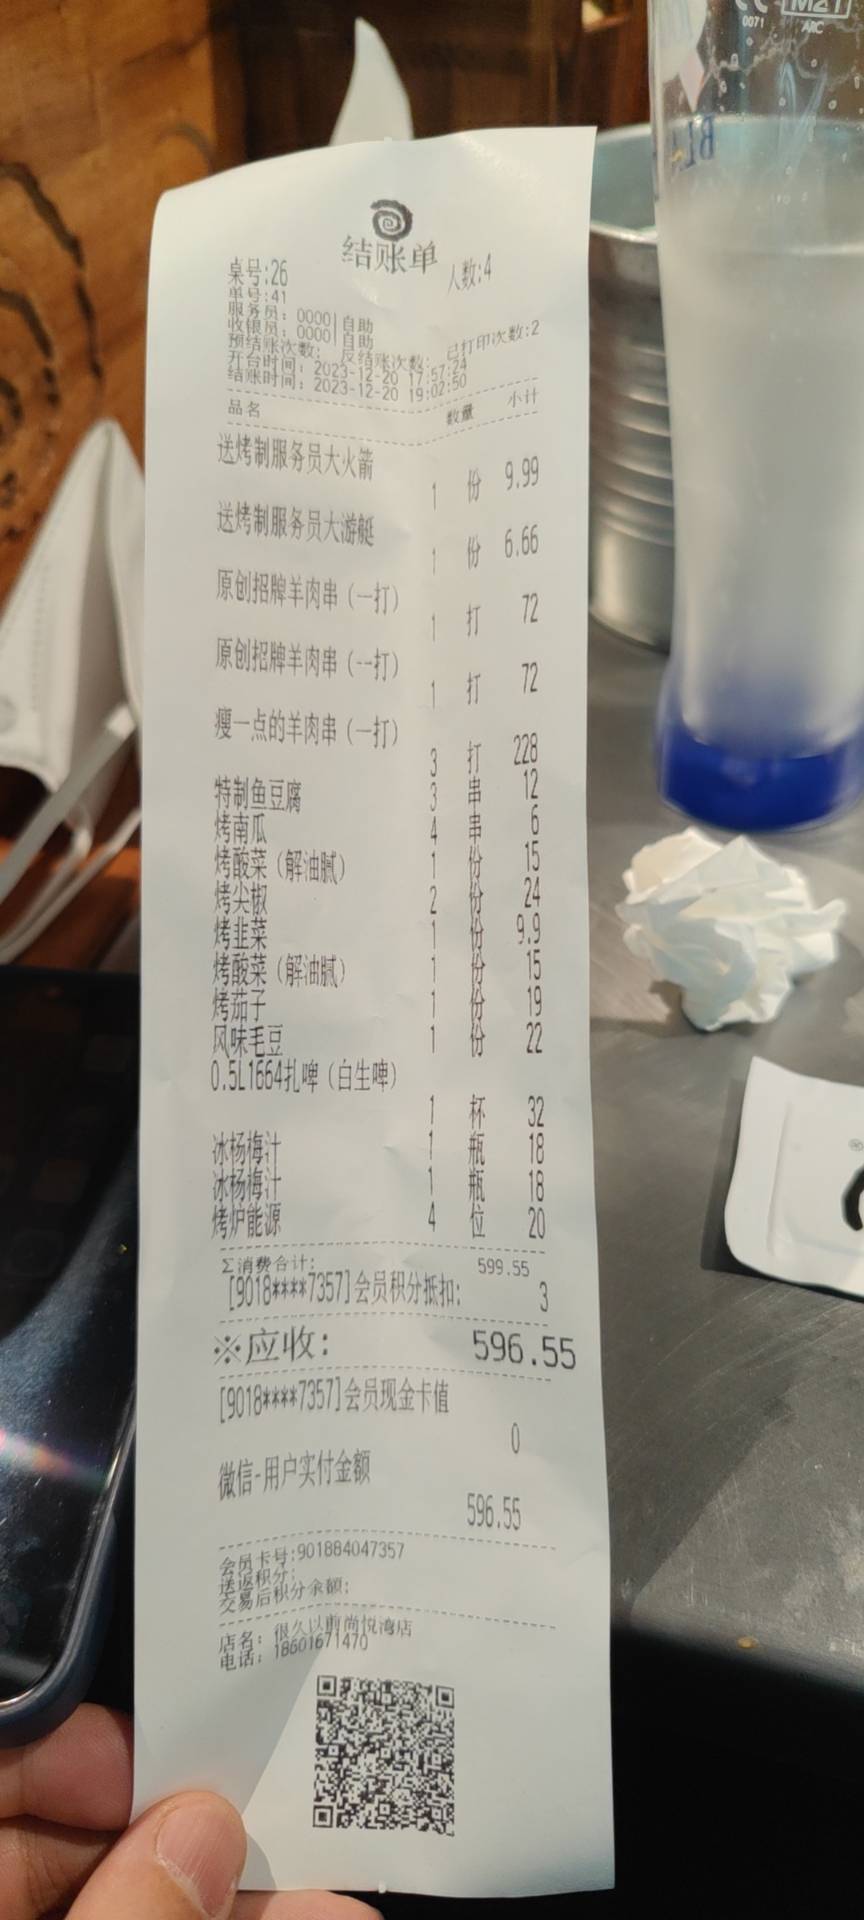 0071
M21
ARC
BLA
结账单
桌号:26 人数:4
单号:41
服务员: 0000|自助
收银员: 0000|自助
预结账次数: 反结账次数: 已打印次数:2
开台时间: 2023-12-20 17:57:24
结账时间: 2023-12-20 19:02:50
品名 数量 小计
送烤制服务员大火箭
1 份 9.99
送烤制服务员大游艇
1 份 6.66
原创招牌羊肉串(一打)
1 打 72
原创招牌羊肉串(一打)
1 打 72
瘦一点的羊肉串(一打)
3 打 228
特制鱼豆腐 3 串 12
烤南瓜 4 串 6
烤酸菜(解油腻) 1 份 15
烤尖椒 2 份 24
烤韭菜 1 份 9.9
烤酸菜(解油腻) 1 份 15
烤茄子 1 份 19
风味毛豆 1 份 22
0.5L1664扎啤(白生啤)
1 杯 32
冰杨梅汁 1 瓶 18
冰杨梅汁 1 瓶 18
烤炉能源 4 位 20
Σ消费合计: 599.55
[9018****7357]会员积分抵扣: 3
※应收: 596.55
[9018****7357]会员现金卡值
0
微信-用户实付金额
596.55
会员卡号:901884047357
送返积分:
交易后积分余额:
店名: 很久以前尚悦湾店
电话: 18601671470